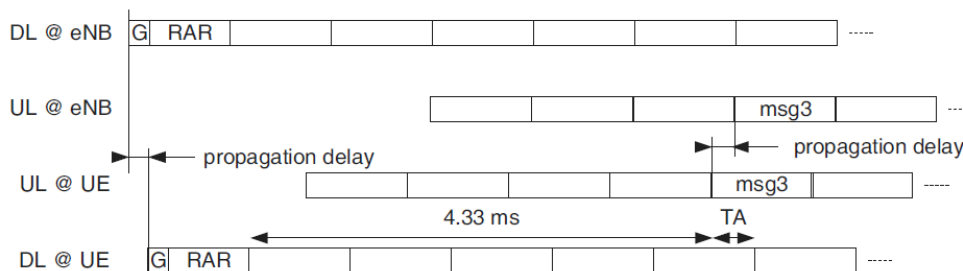 DL @ eNB G RAR
UL @ eNB msg3
propagation delay propagation delay
UL @ UE msg3
4.33 ms TA
DL @ UE G RAR